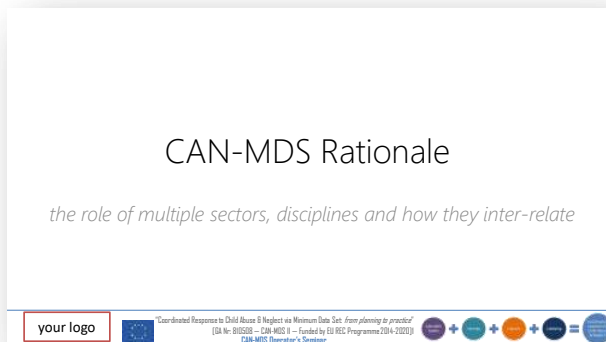 CAN-MDS Rationale
the role of multiple sectors, disciplines and how they inter-relate
your logo
"Coordinated Response to Child Abuse & Neglect via Minimum Data Set: from planning to practice"
[GA Nr: 810508 – CAN-MDS II – Funded by EU REC Programme 2014-2020]
CAN-MDS Operator's Seminar